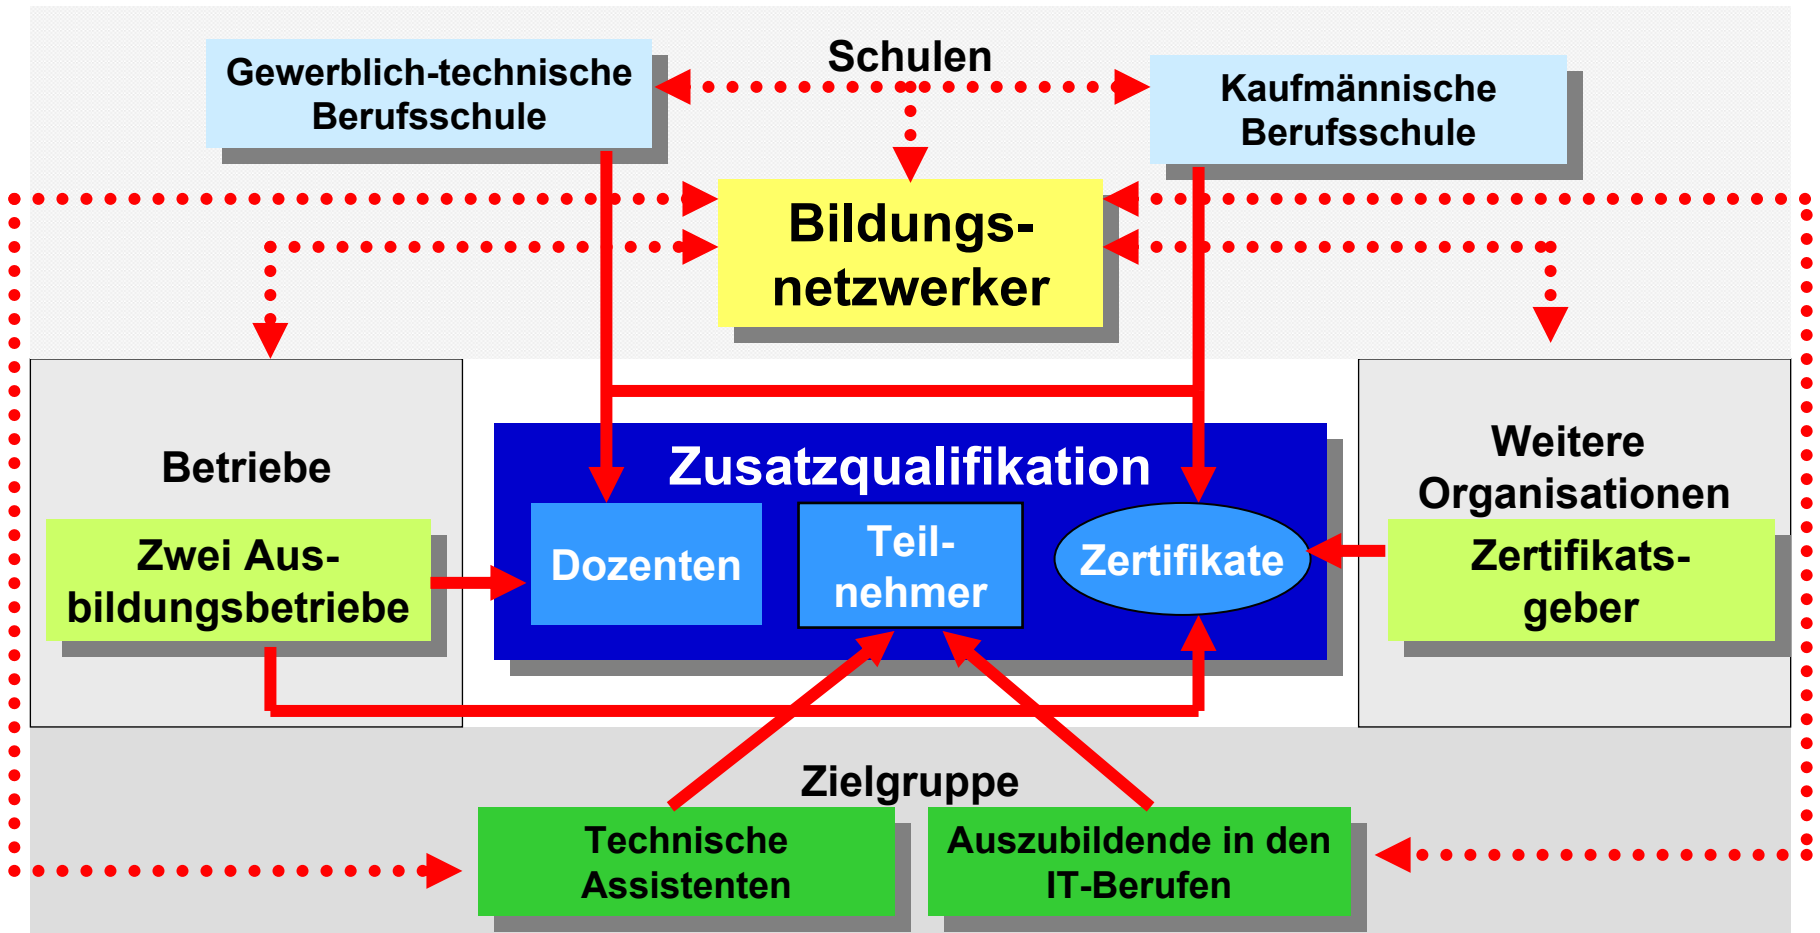 Schulen
Gewerblich-technische
Berufsschule
Kaufmännische
Berufsschule
Bildungs-
netzwerker
Betriebe
Zwei Aus-
bildungsbetriebe
Zusatzqualifikation
Dozenten
Teil-
nehmer
Zertifikate
Weitere
Organisationen
Zertifikats-
geber
Zielgruppe
Technische
Assistenten
Auszubildende in den
IT-Berufen